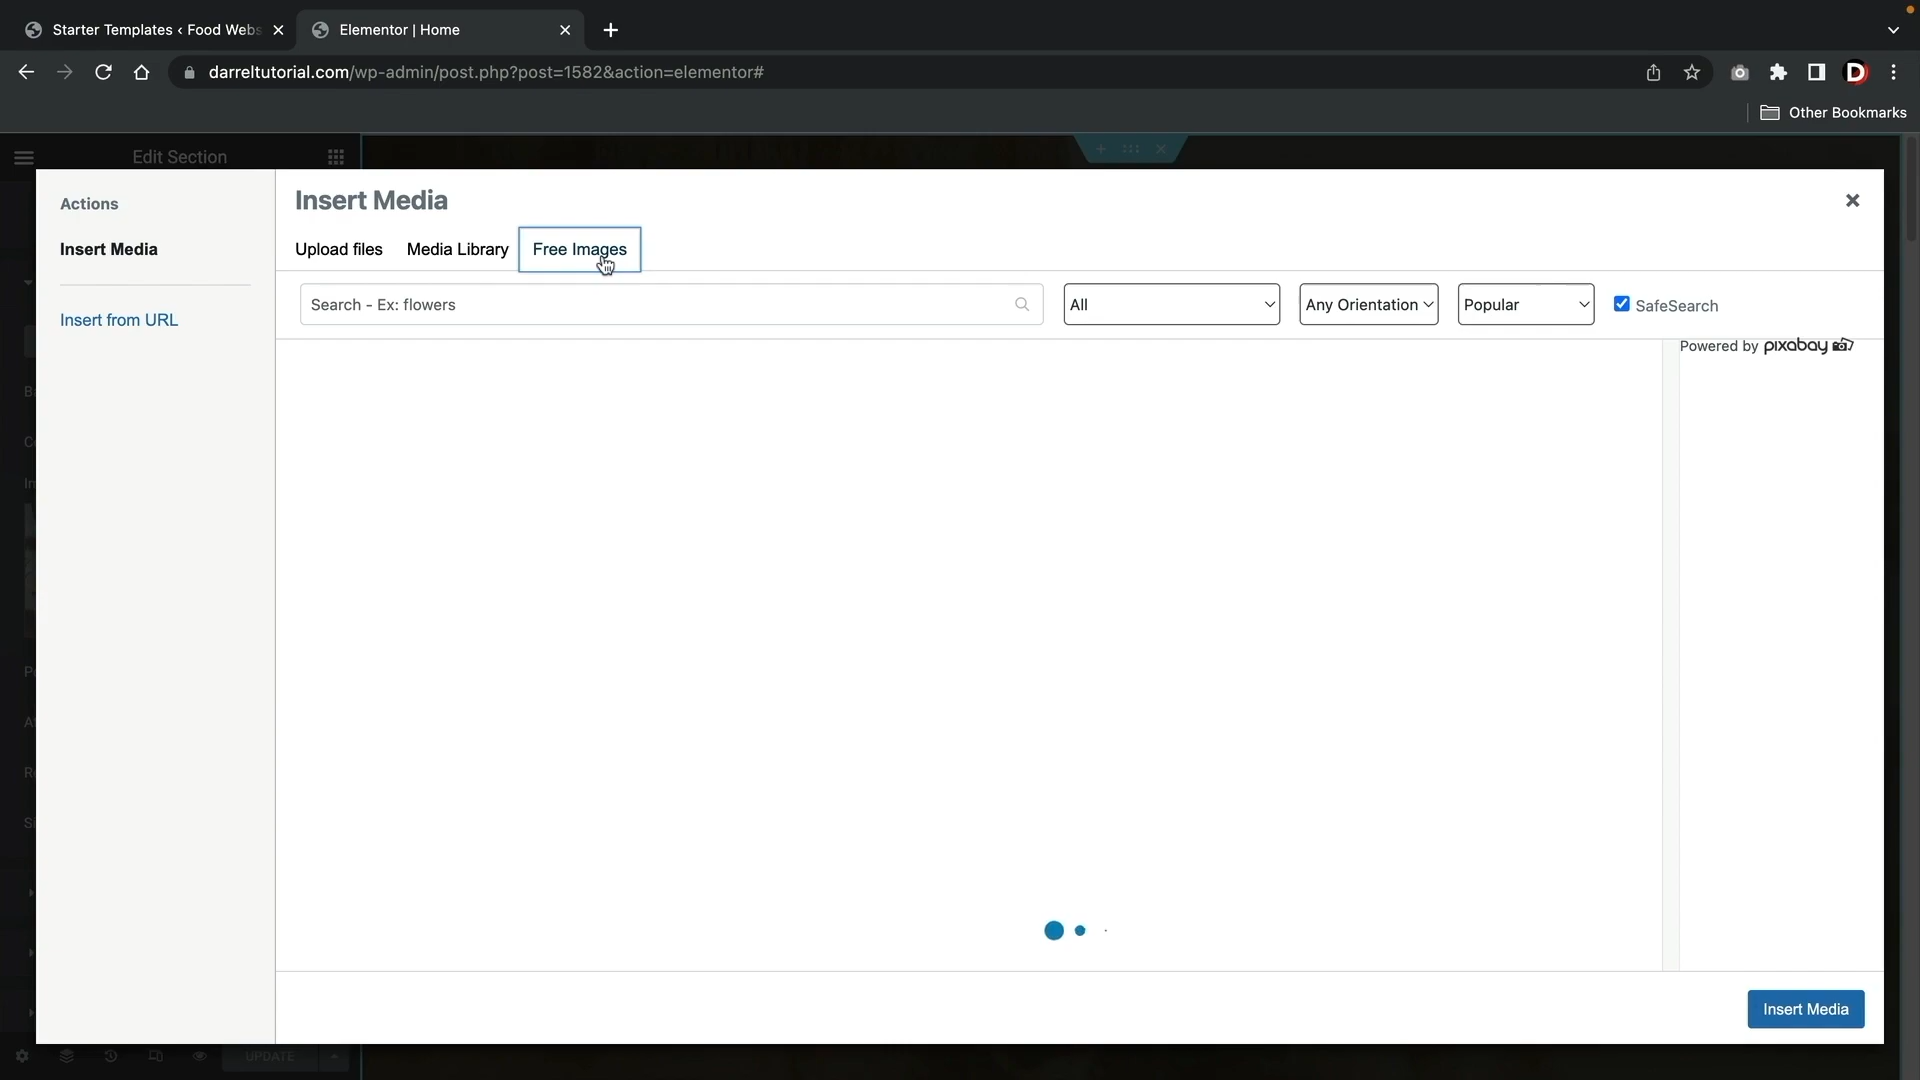 Starter Templates ‹ Food Webs
Elementor | Home
darreltutorial.com/wp-admin/post.php?post=1582&action=elementor#
Other Bookmarks
Edit Section
Actions
Insert Media
Insert from URL
Insert Media
Upload files Media Library Free Images
Search - Ex: flowers
All
Any Orientation
Popular
SafeSearch
Powered by pixabay
Insert Media
UPDATE